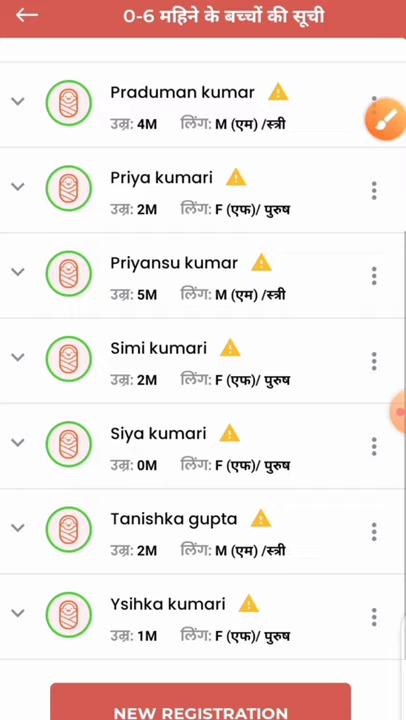 0-6 महिने के बच्चों की सूची
Praduman kumar
उम्र: 4M लिंग: M (एम) /स्त्री
Priya kumari
उम्र: 2M लिंग: F (एफ)/ पुरुष
Priyansu kumar
उम्र: 5M लिंग: M (एम) /स्त्री
Simi kumari
उम्र: 2M लिंग: F (एफ)/ पुरुष
Siya kumari
उम्र: 0M लिंग: F (एफ)/ पुरुष
Tanishka gupta
उम्र: 2M लिंग: M (एम) /स्त्री
Ysihka kumari
उम्र: 1M लिंग: F (एफ)/ पुरुष
NEW REGISTRATION